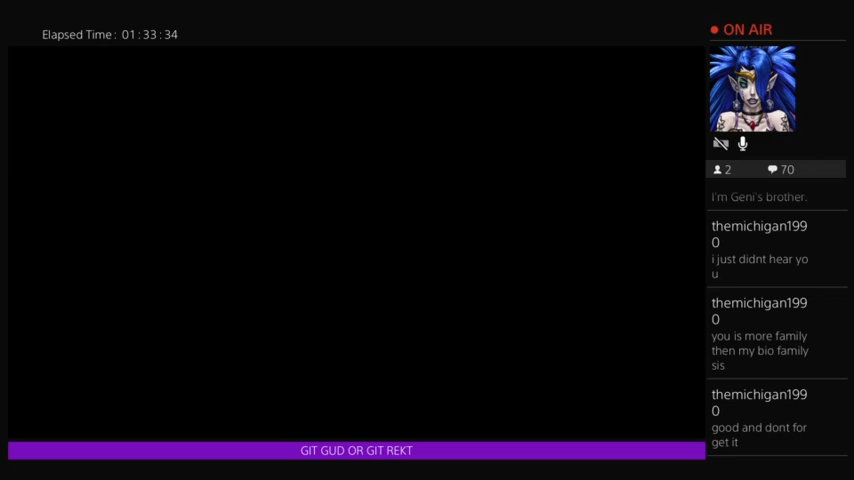 Elapsed Time: 01:33:34
ON AIR
2 70
I'm Geni's brother.
themichigan199
0
i just didnt hear yo
u
themichigan199
0
you is more family
then my bio family
sis
themichigan199
0
good and dont for
get it
GIT GUD OR GIT REKT